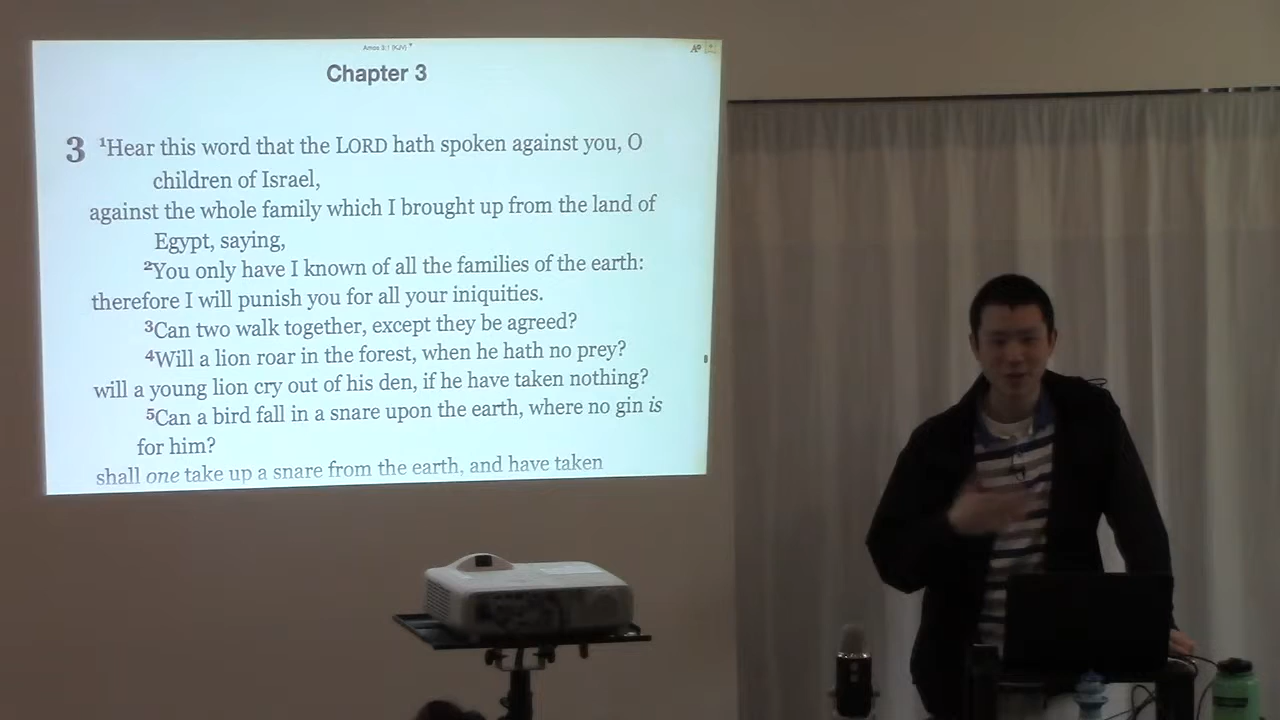 Amos 3:1 (KJV)
Chapter 3
3 ¹Hear this word that the LORD hath spoken against you, O
children of Israel,
against the whole family which I brought up from the land of
Egypt, saying,
²You only have I known of all the families of the earth:
therefore I will punish you for all your iniquities.
³Can two walk together, except they be agreed?
⁴Will a lion roar in the forest, when he hath no prey?
will a young lion cry out of his den, if he have taken nothing?
⁵Can a bird fall in a snare upon the earth, where no gin is
for him?
shall one take up a snare from the earth, and have taken